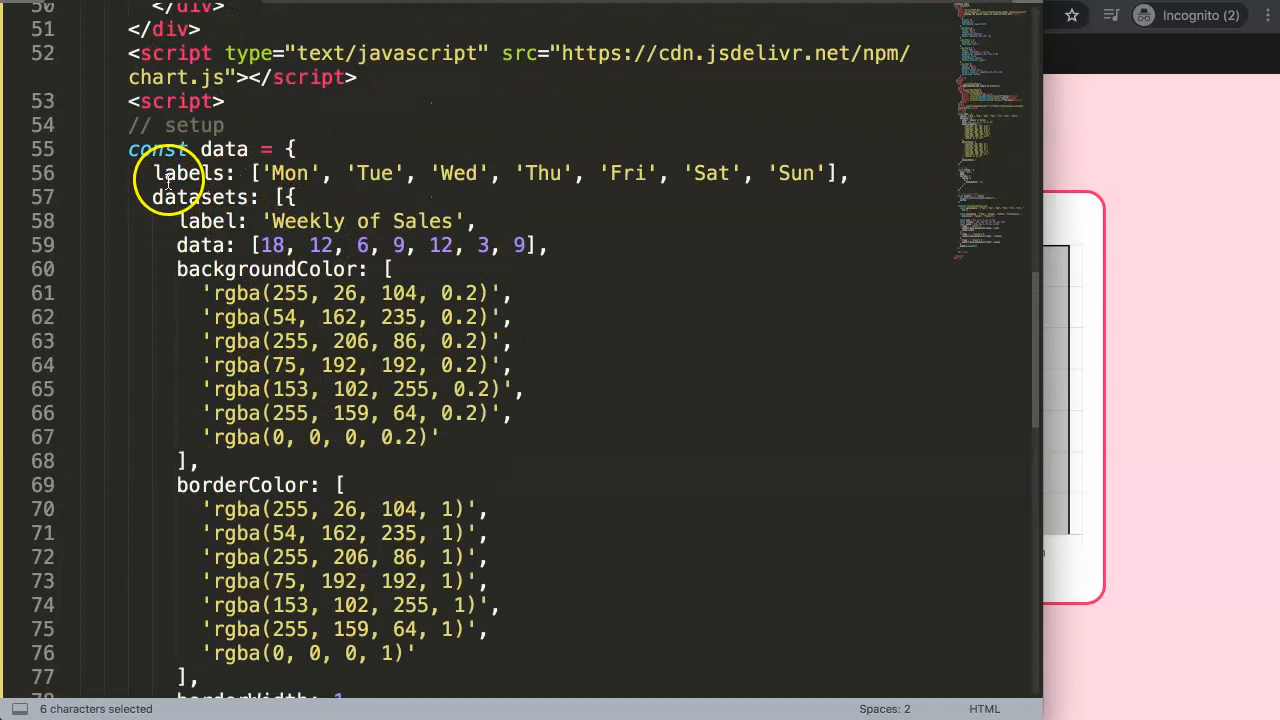 50 </div>
51 </div>
52 <script type="text/javascript" src="https://cdn.jsdelivr.net/npm/
chart.js"></script>
53 <script>
54 // setup
55 const data = {
56 labels: ['Mon', 'Tue', 'Wed', 'Thu', 'Fri', 'Sat', 'Sun'],
57 datasets: [{
58 label: 'Weekly of Sales',
59 data: [18, 12, 6, 9, 12, 3, 9],
60 backgroundColor: [
61 'rgba(255, 26, 104, 0.2)',
62 'rgba(54, 162, 235, 0.2)',
63 'rgba(255, 206, 86, 0.2)',
64 'rgba(75, 192, 192, 0.2)',
65 'rgba(153, 102, 255, 0.2)',
66 'rgba(255, 159, 64, 0.2)',
67 'rgba(0, 0, 0, 0.2)'
68 ],
69 borderColor: [
70 'rgba(255, 26, 104, 1)',
71 'rgba(54, 162, 235, 1)',
72 'rgba(255, 206, 86, 1)',
73 'rgba(75, 192, 192, 1)',
74 'rgba(153, 102, 255, 1)',
75 'rgba(255, 159, 64, 1)',
76 'rgba(0, 0, 0, 1)'
77 ],
78 borderWidth: 1
6 characters selected
Spaces: 2
HTML
Incognito (2)